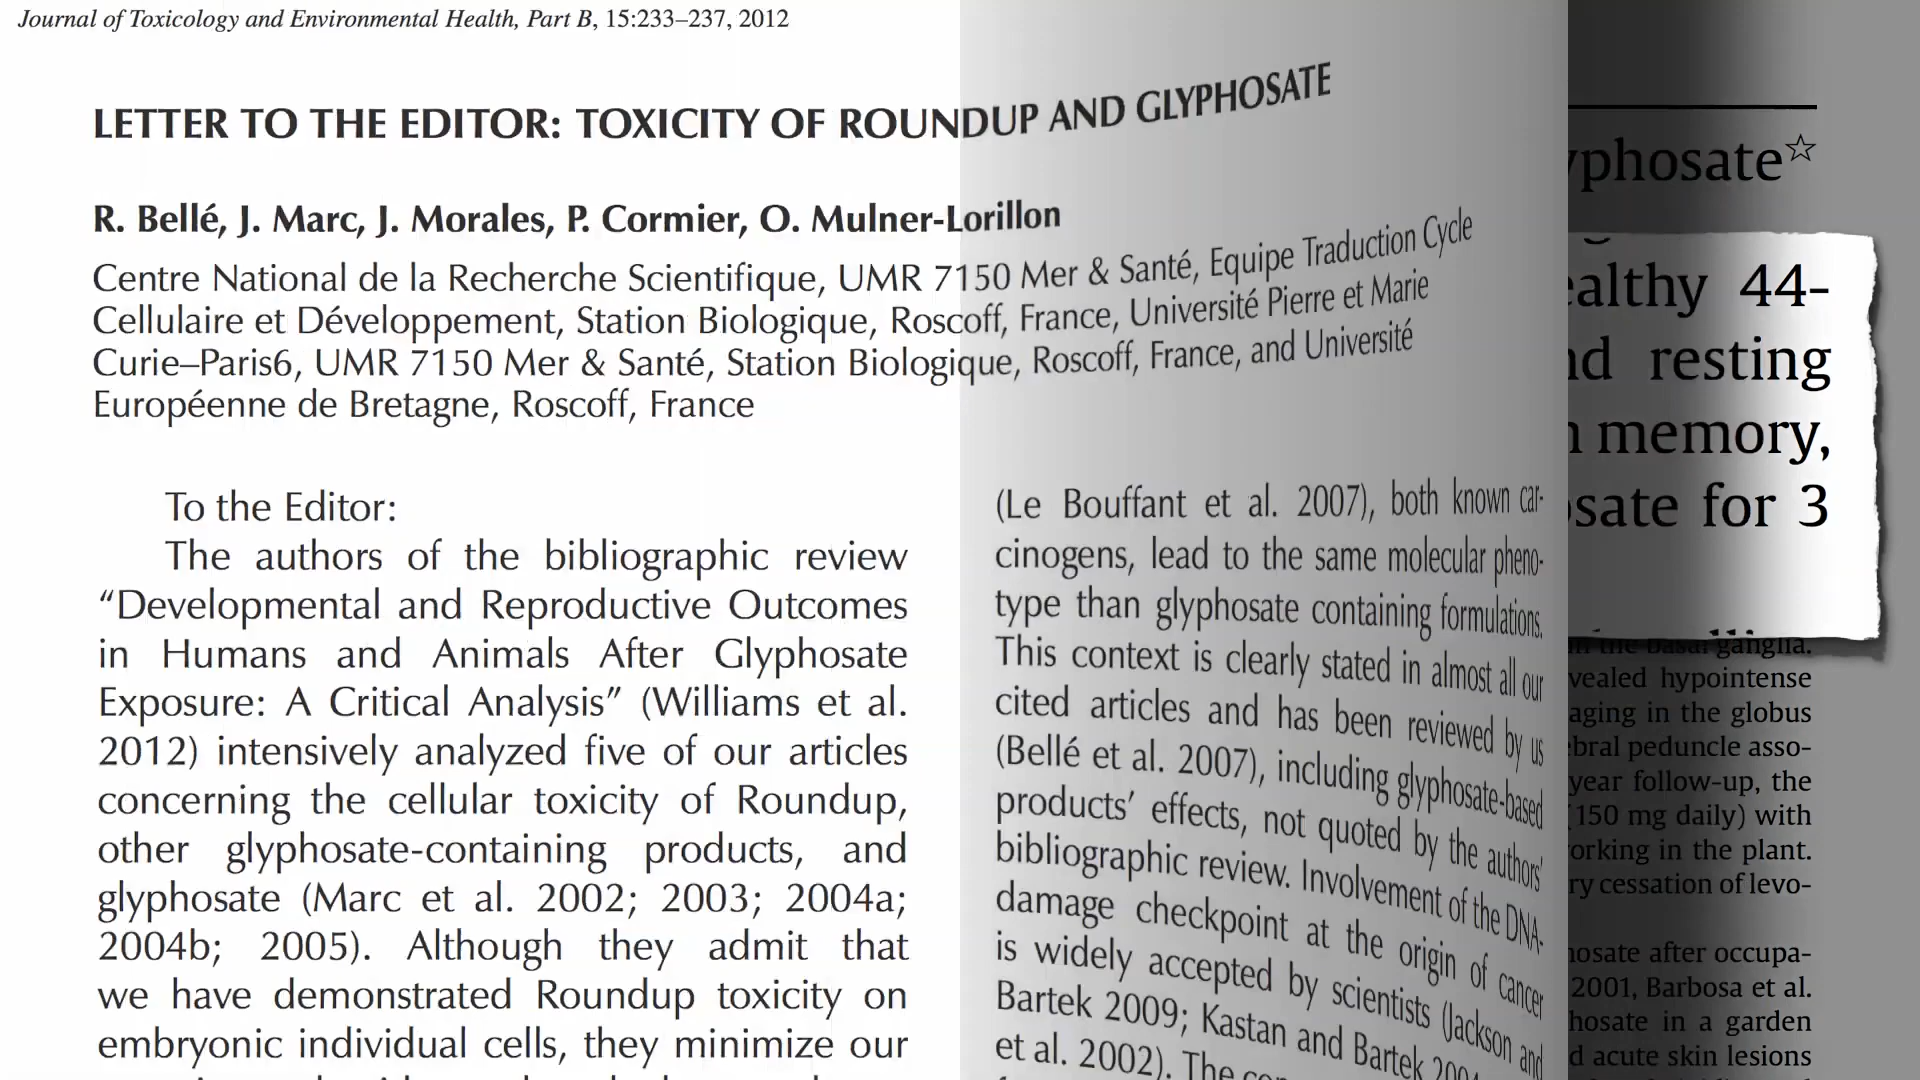 Journal of Toxicology and Environmental Health, Part B, 15:233–237, 2012
LETTER TO THE EDITOR: TOXICITY OF ROUNDUP AND GLYPHOSATE
R. Bellé, J. Marc, J. Morales, P. Cormier, O. Mulner-Lorillon
Centre National de la Recherche Scientifique, UMR 7150 Mer & Santé, Equipe Traduction Cycle
Cellulaire et Développement, Station Biologique, Roscoff, France, Université Pierre et Marie
Curie–Paris6, UMR 7150 Mer & Santé, Station Biologique, Roscoff, France, and Université
Européenne de Bretagne, Roscoff, France
To the Editor:
The authors of the bibliographic review
“Developmental and Reproductive Outcomes
in Humans and Animals After Glyphosate
Exposure: A Critical Analysis” (Williams et al.
2012) intensively analyzed five of our articles
concerning the cellular toxicity of Roundup,
other glyphosate-containing products, and
glyphosate (Marc et al. 2002; 2003; 2004a;
2004b; 2005). Although they admit that
we have demonstrated Roundup toxicity on
embryonic individual cells, they minimize our
(Le Bouffant et al. 2007), both known car-
cinogens, lead to the same molecular pheno-
type than glyphosate containing formulations.
This context is clearly stated in almost all our
cited articles and has been reviewed by us
(Bellé et al. 2007), including glyphosate-based
products’ effects, not quoted by the authors’
bibliographic review. Involvement of the DNA-
damage checkpoint at the origin of cancer
is widely accepted by scientists (Jackson and
Bartek 2009; Kastan and Bartek
et al. 2002). The
yphosate☆
ealthy 44-
nd resting
n memory,
osate for 3
in the basal ganglia.
vealed hypointense
aging in the globus
ebral peduncle asso-
year follow-up, the
(150 mg daily) with
orking in the plant.
ry cessation of levo-
hosate after occupa-
2001, Barbosa et al.
hosate in a garden
d acute skin lesions